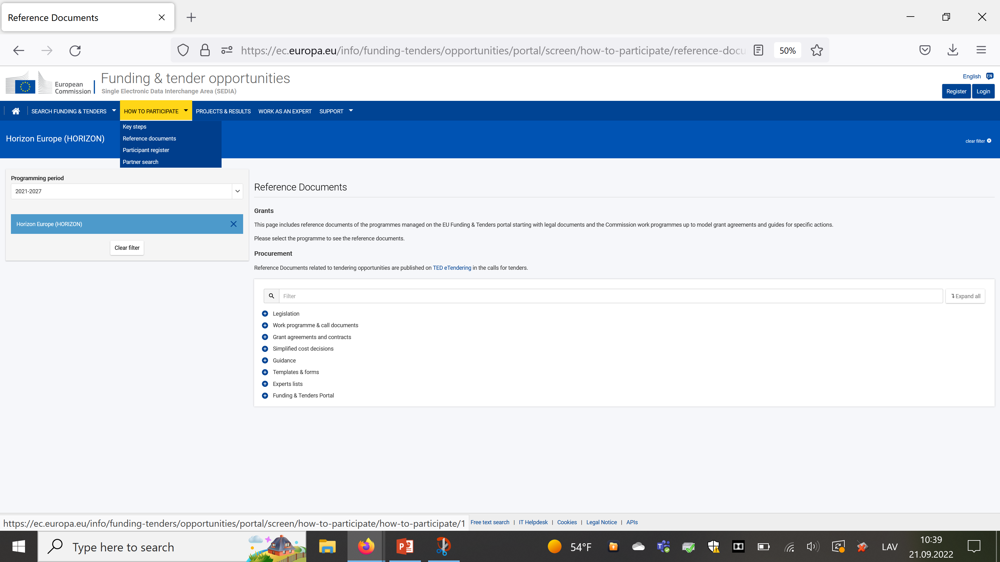 Reference Documents
https://ec.europa.eu/info/funding-tenders/opportunities/portal/screen/how-to-participate/reference-docu
50%
European
Commission
Funding & tender opportunities
Single Electronic Data Interchange Area (SEDIA)
English EN
Register Login
SEARCH FUNDING & TENDERS HOW TO PARTICIPATE PROJECTS & RESULTS WORK AS AN EXPERT SUPPORT
Key steps
Reference documents
Participant register
Partner search
Horizon Europe (HORIZON)
clear filter
Programming period
2021-2027
Horizon Europe (HORIZON)
Clear filter
Reference Documents
Grants
This page includes reference documents of the programmes managed on the EU Funding & Tenders portal starting with legal documents and the Commission work programmes up to model grant agreements and guides for specific actions.
Please select the programme to see the reference documents.
Procurement
Reference Documents related to tendering opportunities are published on TED eTendering in the calls for tenders.
Filter
Expand all
Legislation
Work programme & call documents
Grant agreements and contracts
Simplified cost decisions
Guidance
Templates & forms
Experts lists
Funding & Tenders Portal
https://ec.europa.eu/info/funding-tenders/opportunities/portal/screen/how-to-participate/how-to-participate/1
Free text search | IT Helpdesk | Cookies | Legal Notice | APIs
Type here to search
54°F
LAV
10:39
21.09.2022